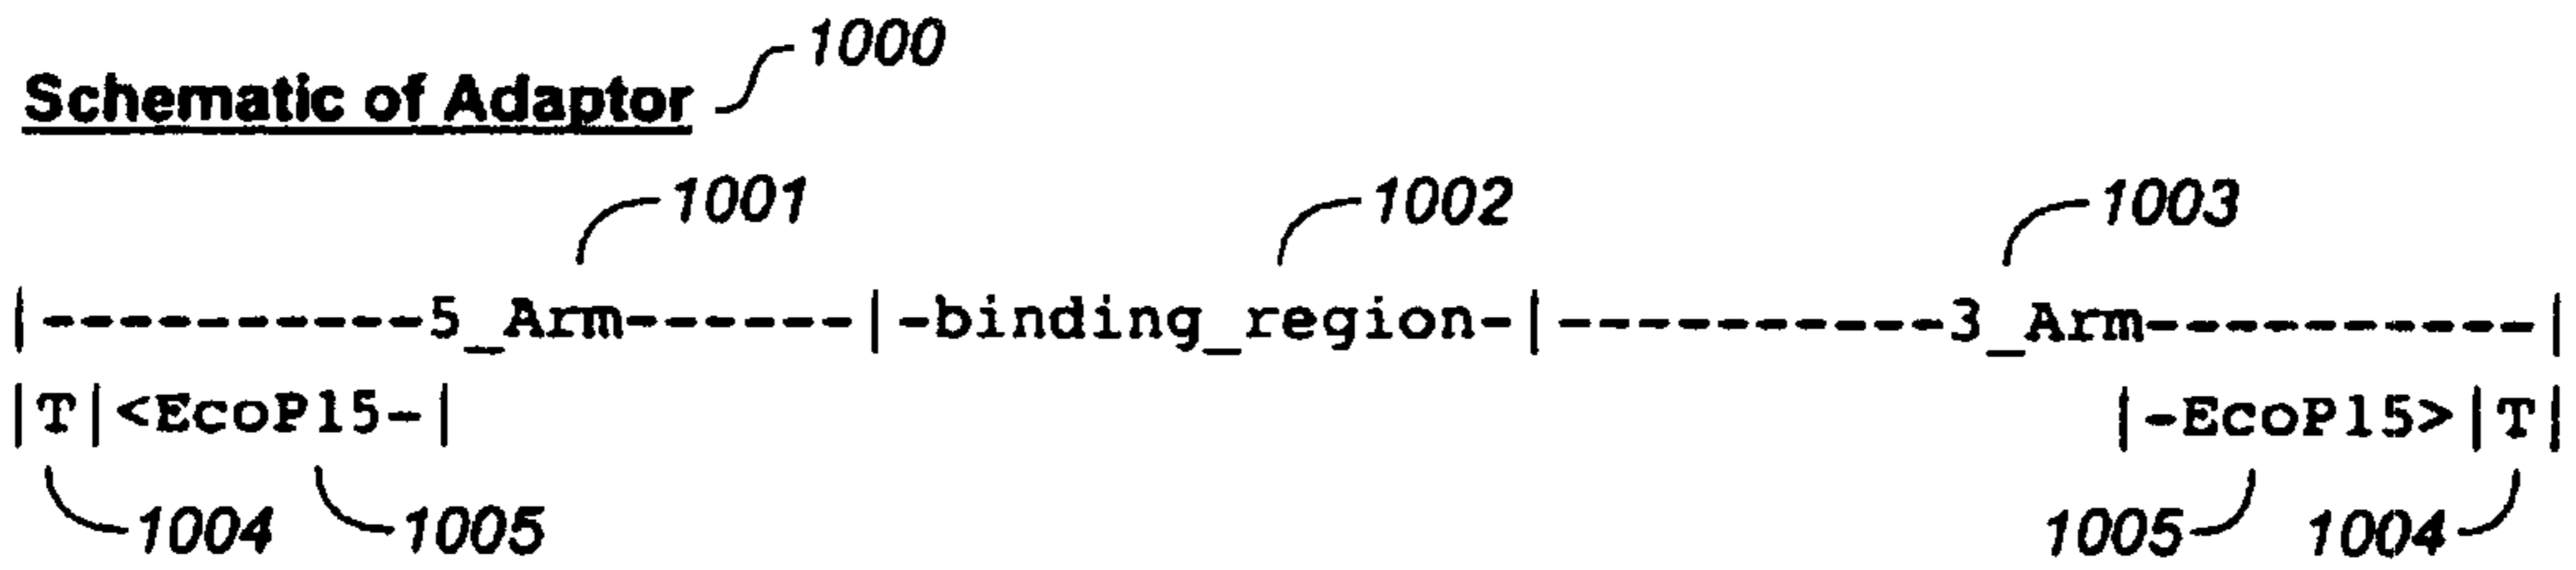 1000
Schematic of Adaptor
1001 1002 1003
|-----------5_Arm------|-binding_region-|----------3_Arm----------|
|T|<EcoP15-| |-EcoP15>|T|
1004 1005 1005 1004